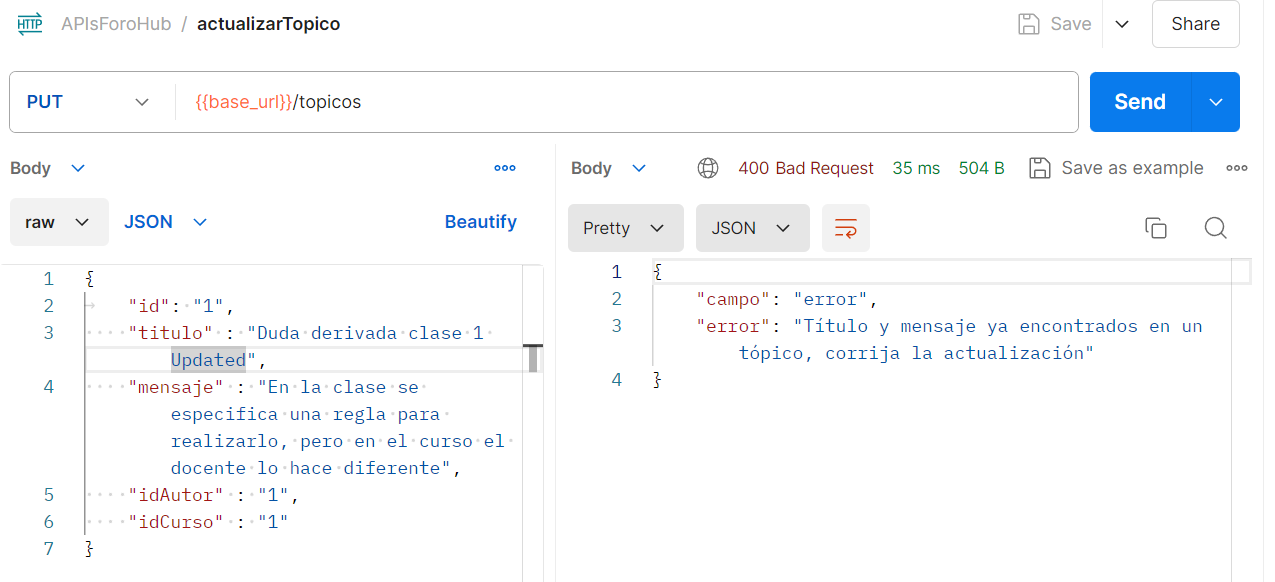 HTTP APIsForoHub / actualizarTopico Save Share
PUT {{base_url}}/topicos Send
Body 400 Bad Request 35 ms 504 B Save as example
Body
raw JSON Beautify
Pretty JSON
1 {
2 "id": "1",
3 "titulo" : "Duda derivada clase 1
Updated",
4 "mensaje" : "En la clase se
especifica una regla para
realizarlo, pero en el curso el
docente lo hace diferente",
5 "idAutor" : "1",
6 "idCurso" : "1"
7 }
1 {
2 "campo": "error",
3 "error": "Título y mensaje ya encontrados en un
tópico, corrija la actualización"
4 }